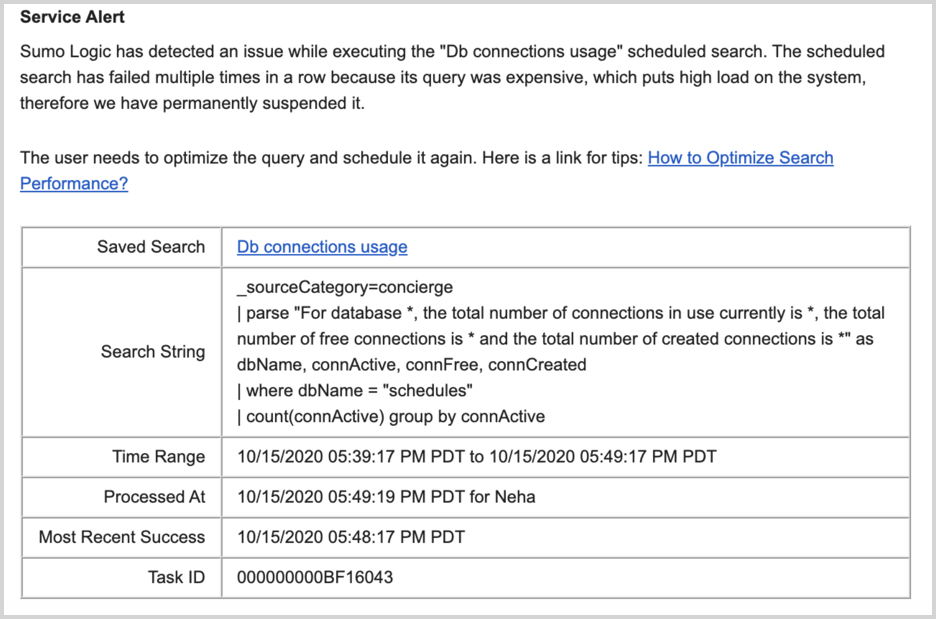 Service Alert
Sumo Logic has detected an issue while executing the "Db connections usage" scheduled search. The scheduled
search has failed multiple times in a row because its query was expensive, which puts high load on the system,
therefore we have permanently suspended it.
The user needs to optimize the query and schedule it again. Here is a link for tips: How to Optimize Search
Performance?
Saved Search Db connections usage
Search String
_sourceCategory=concierge
| parse "For database *, the total number of connections in use currently is *, the total
number of free connections is * and the total number of created connections is *" as
dbName, connActive, connFree, connCreated
| where dbName = "schedules"
| count(connActive) group by connActive
Time Range 10/15/2020 05:39:17 PM PDT to 10/15/2020 05:49:17 PM PDT
Processed At 10/15/2020 05:49:19 PM PDT for Neha
Most Recent Success 10/15/2020 05:48:17 PM PDT
Task ID 000000000BF16043